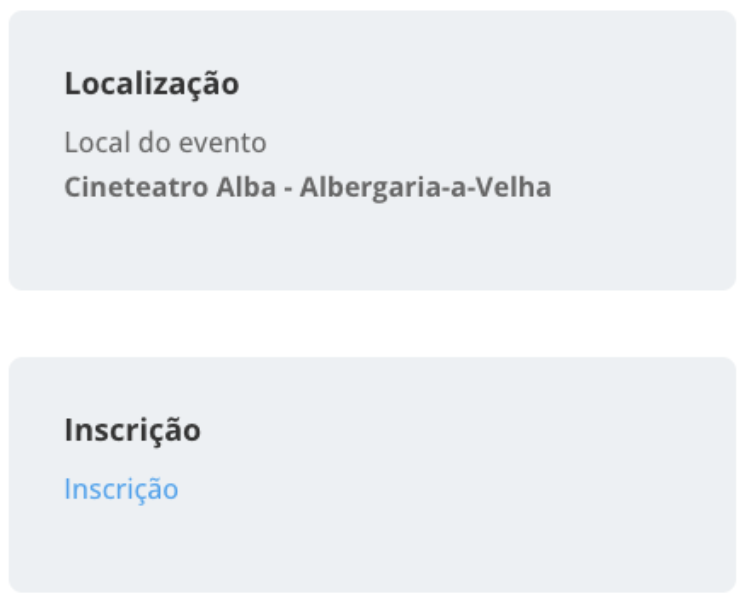 Localização
Local do evento
Cineteatro Alba - Albergaria-a-Velha
Inscrição
Inscrição